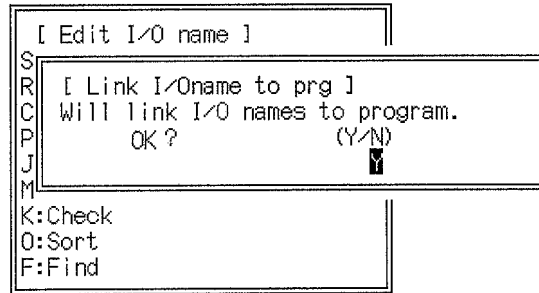 [ Edit I/O name ]
S
R
C
P
J
M
[ Link I/Oname to prg ]
Will link I/O names to program.
OK? (Y/N)
Y
K:Check
O:Sort
F:Find